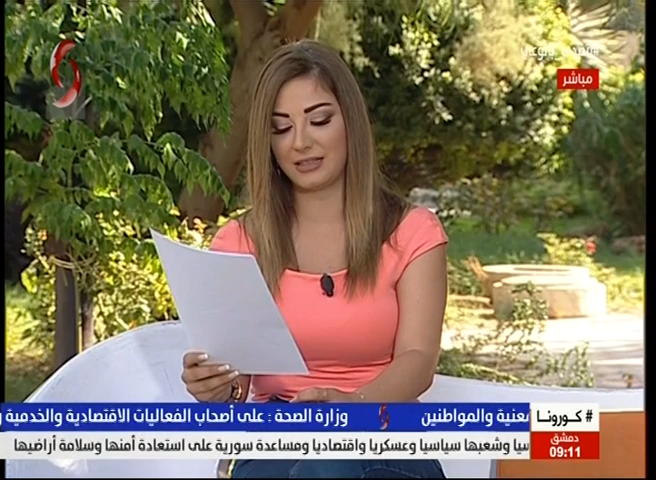 مباشر
# كورونا
معنية والمواطنين وزارة الصحة : على أصحاب الفعاليات الاقتصادية والخدمية و
دمشق
09:11
سيا وشعبها سياسيا وعسكريا واقتصاديا ومساعدة سورية على استعادة أمنها وسلامة أراضيها